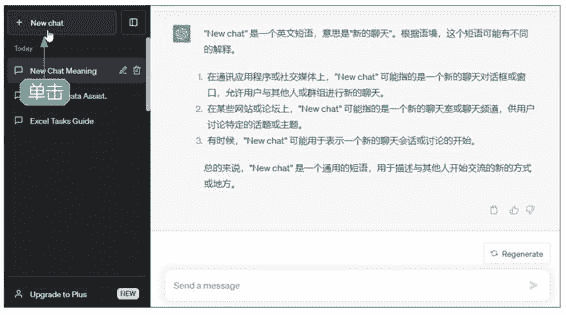 + New chat
Today
New Chat Meaning
单击
ata Assist.
Excel Tasks Guide
Upgrade to Plus
NEW
"New chat" 是一个英文短语，意思是"新的聊天"。根据语境，这个短语可能有不同
的解释。
1. 在通讯应用程序或社交媒体上，"New chat" 可能指的是一个新的聊天对话框或窗
口，允许用户与其他人或群组进行新的聊天。
2. 在某些网站或论坛上，"New chat" 可能指的是一个新的聊天室或聊天频道，供用户
讨论特定的话题或主题。
3. 有时候，"New chat" 可能用于表示一个新的聊天会话或讨论的开始。
总的来说，"New chat" 是一个通用的短语，用于描述与其他人开始交流的新的方式
或地方。
Regenerate
Send a message